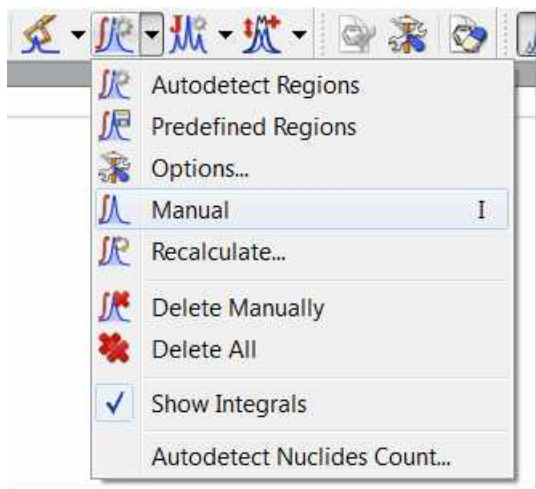 Autodetect Regions
Predefined Regions
Options...
Manual I
Recalculate...
Delete Manually
Delete All
Show Integrals
Autodetect Nuclides Count...